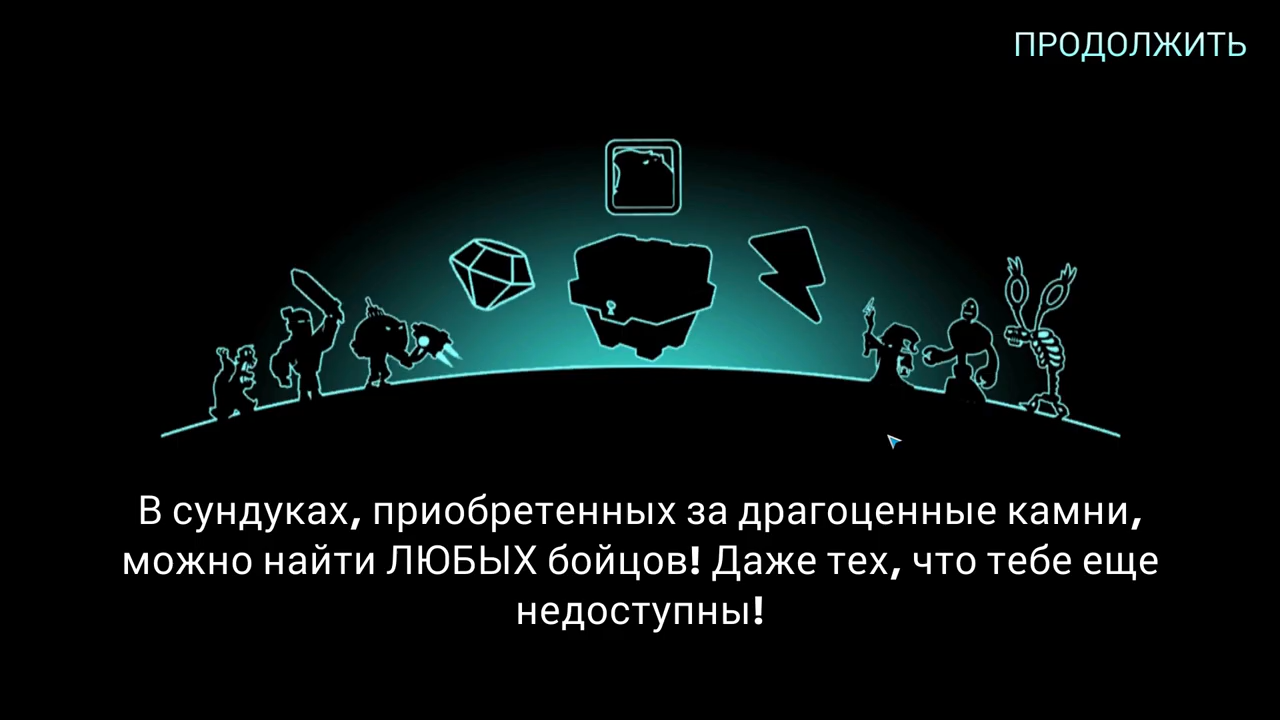 ПРОДОЛЖИТЬ
В сундуках, приобретенных за драгоценные камни,
можно найти ЛЮБЫХ бойцов! Даже тех, что тебе еще
недоступны!